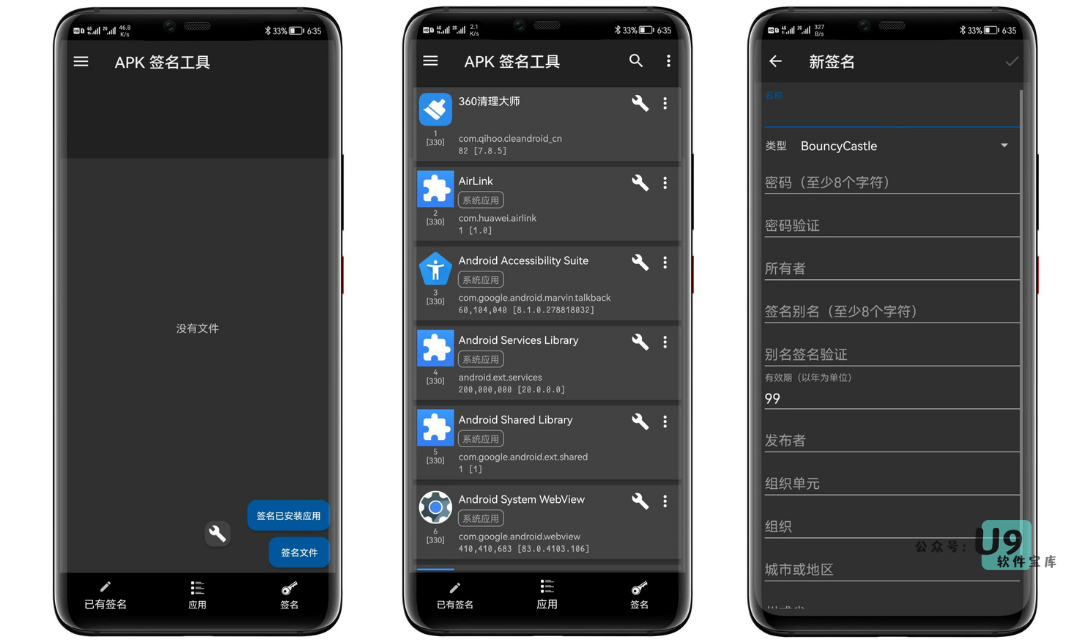 46.8
K/s
33%
6:35
APK 签名工具
没有文件
签名已安装应用
签名文件
已有签名
应用
签名
2.1
K/s
33%
6:35
APK 签名工具
360清理大师
1
[330]
com.qihoo.cleandroid_cn
82 [7.8.5]
AirLink
系统应用
2
[330]
com.huawei.airlink
1 [1.0]
Android Accessibility Suite
系统应用
3
[330]
com.google.android.marvin.talkback
60,104,040 [8.1.0.278818032]
Android Services Library
系统应用
4
[330]
android.ext.services
200,000,000 [20.0.0.0]
Android Shared Library
系统应用
5
[330]
com.google.android.ext.shared
1 [1]
Android System WebView
系统应用
6
[330]
com.google.android.webview
410,410,683 [83.0.4103.106]
已有签名
应用
签名
327
B/s
33%
6:35
新签名
名称
类型 BouncyCastle
密码（至少8个字符）
密码验证
所有者
签名别名（至少8个字符）
别名签名验证
有效期（以年为单位）
99
发布者
组织单元
组织
城市或地区
公众号：U9
软件宝库